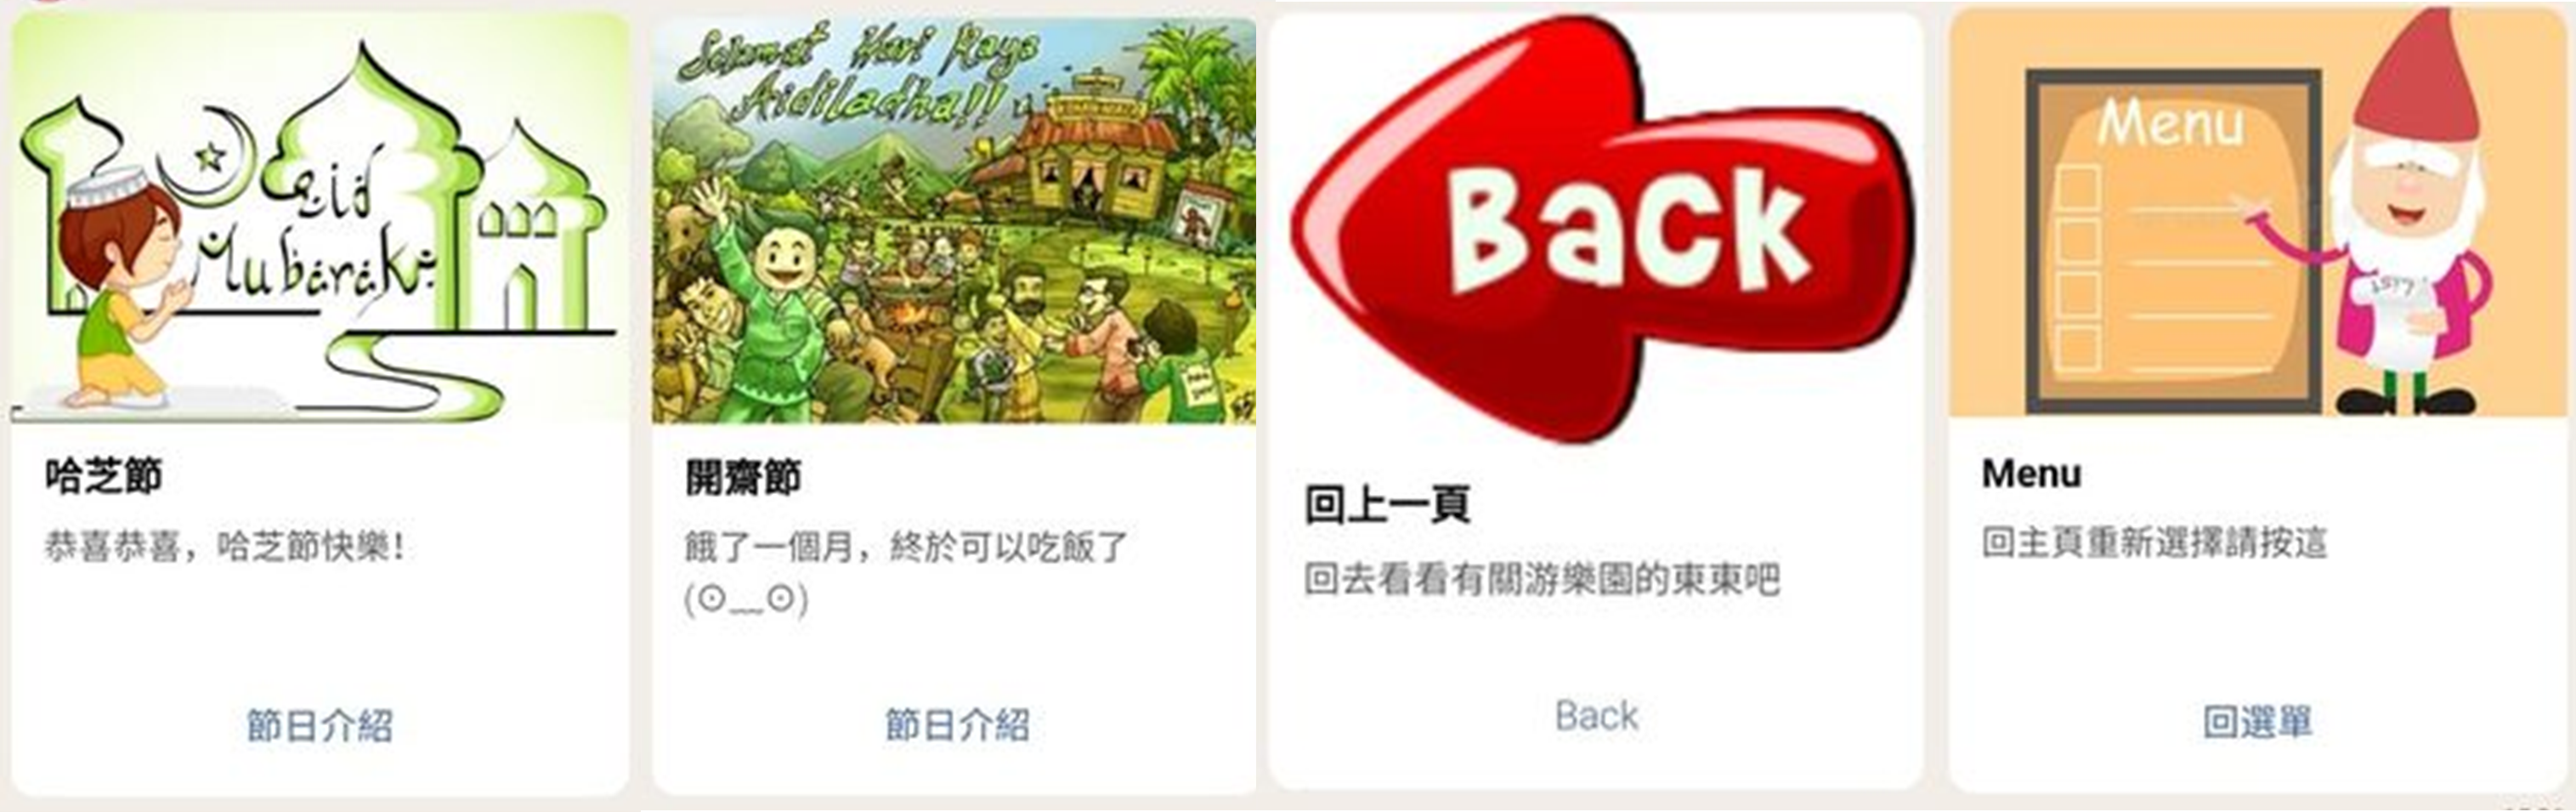 Eid
Mubarak
哈芝節
恭喜恭喜，哈芝節快樂！
節日介紹
Selamat Hari Raya
Aidiladha!!
開齋節
餓了一個月，終於可以吃飯了
(⊙﹏⊙)
節日介紹
Back
回上一頁
回去看看有關游樂園的東東吧
Back
Menu
LIST
Menu
回主頁重新選擇請按這
回選單